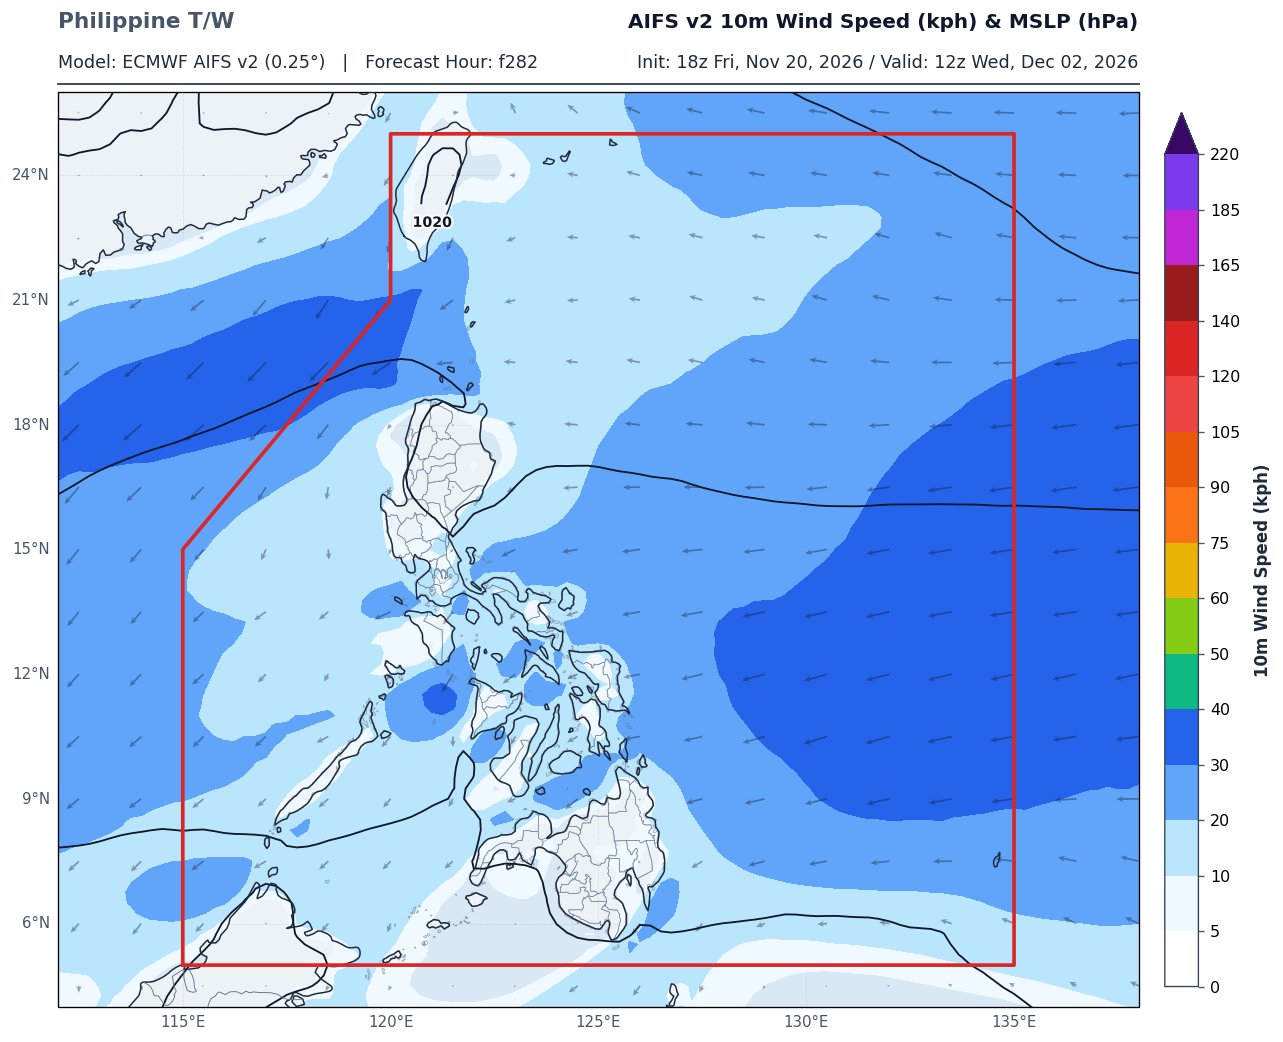 Philippine T/W
AIFS v2 10m Wind Speed (kph) & MSLP (hPa)
Model: ECMWF AIFS v2 (0.25°) | Forecast Hour: f282
Init: 18z Fri, Nov 20, 2026 / Valid: 12z Wed, Dec 02, 2026
24°N
21°N
18°N
15°N
12°N
9°N
6°N
1020
115°E
120°E
125°E
130°E
135°E
220
185
165
140
120
105
90
75
60
50
40
30
20
10
5
0
10m Wind Speed (kph)